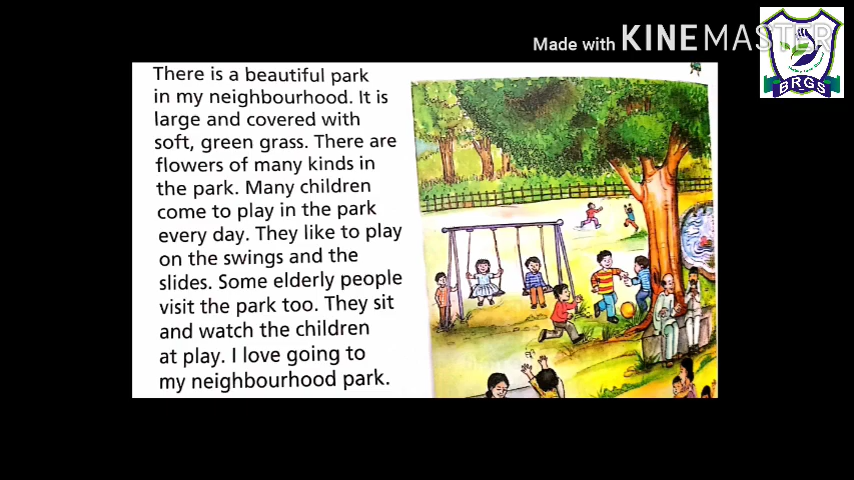 Made with KINEMASTER
BRGS
There is a beautiful park
in my neighbourhood. It is
large and covered with
soft, green grass. There are
flowers of many kinds in
the park. Many children
come to play in the park
every day. They like to play
on the swings and the
slides. Some elderly people
visit the park too. They sit
and watch the children
at play. I love going to
my neighbourhood park.